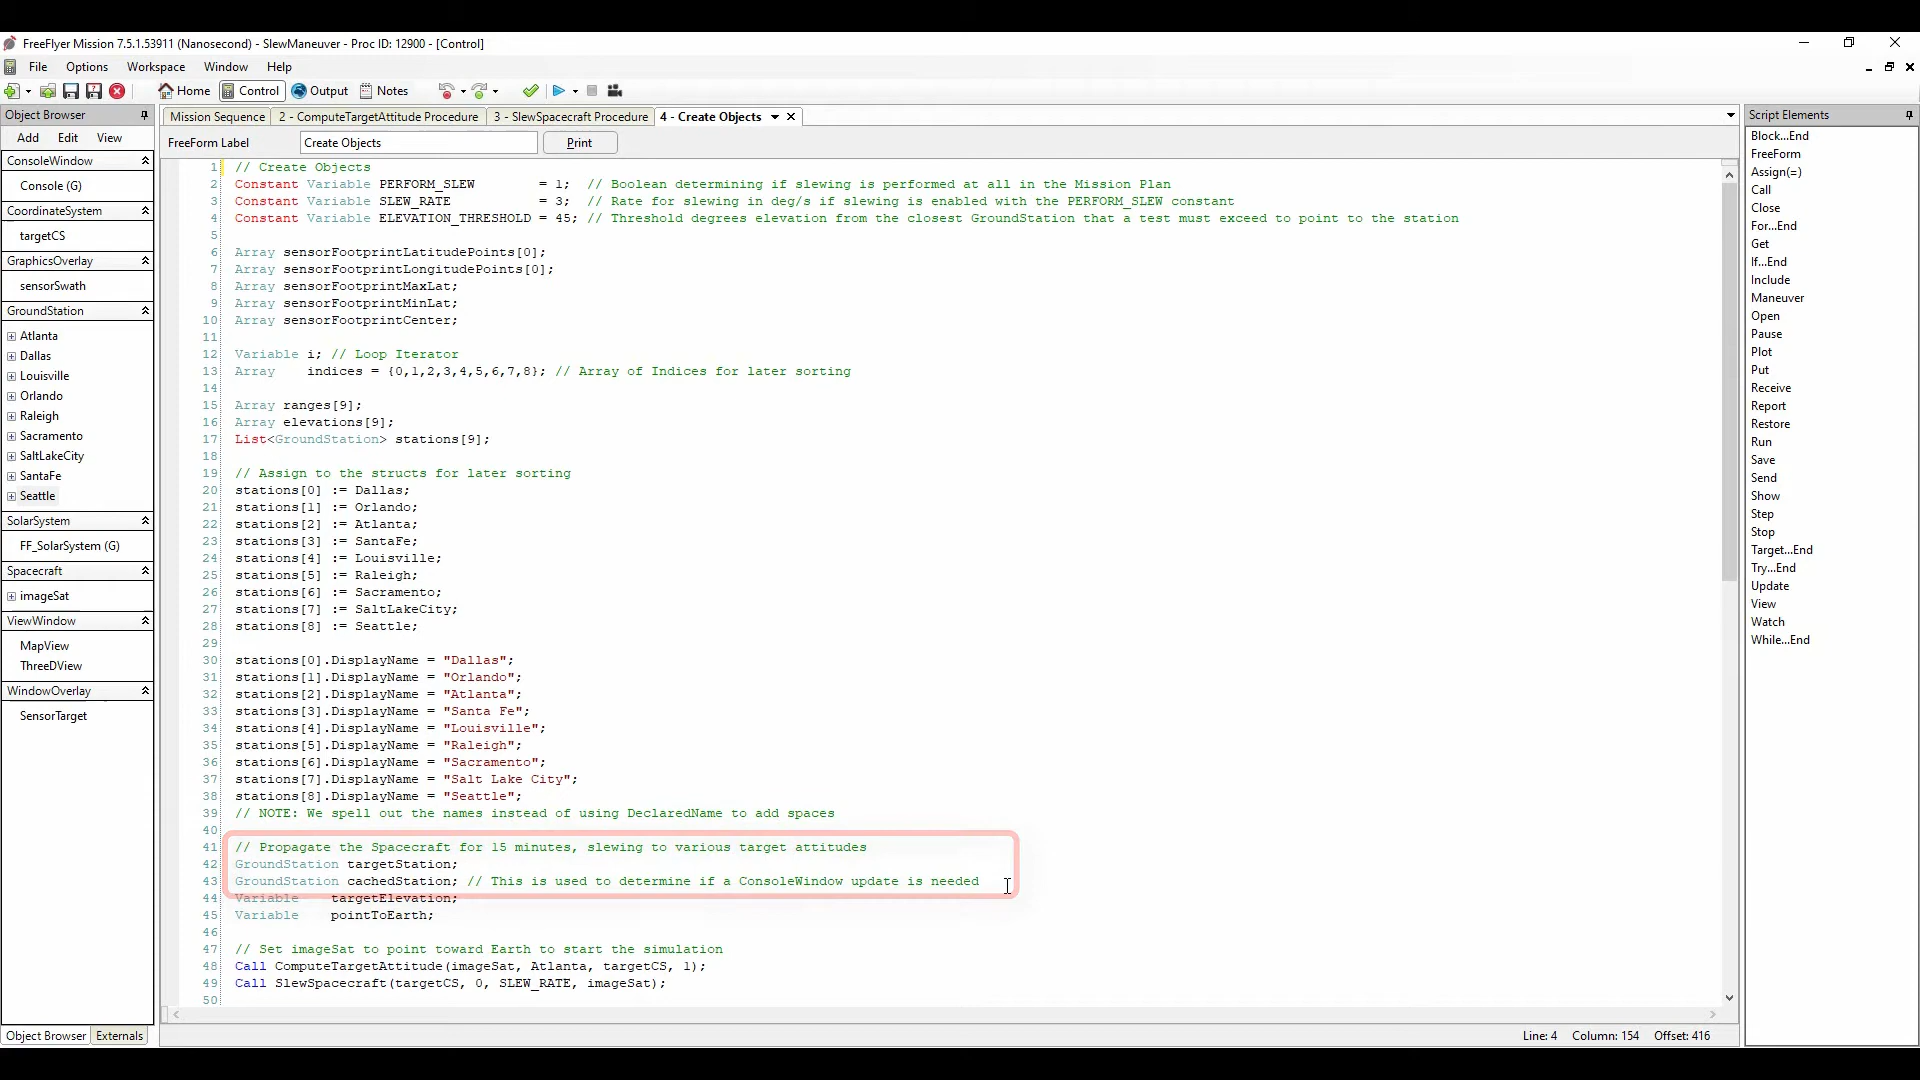 FreeFlyer Mission 7.5.1.53911 (Nanosecond) - SlewManeuver - Proc ID: 12900 - [Control]
File Options Workspace Window Help
Home Control Output Notes
Object Browser
Add Edit View
ConsoleWindow
Console (G)
CoordinateSystem
targetCS
GraphicsOverlay
sensorSwath
GroundStation
Atlanta
Dallas
Louisville
Orlando
Raleigh
Sacramento
SaltLakeCity
SantaFe
Seattle
SolarSystem
FF_SolarSystem (G)
Spacecraft
imageSat
ViewWindow
MapView
ThreeDView
WindowOverlay
SensorTarget
Object Browser Externals
Mission Sequence 2 - ComputeTargetAttitude Procedure 3 - SlewSpacecraft Procedure 4 - Create Objects
FreeForm Label Create Objects Print
1 // Create Objects
2 Constant Variable PERFORM_SLEW = 1; // Boolean determining if slewing is performed at all in the Mission Plan
3 Constant Variable SLEW_RATE = 3; // Rate for slewing in deg/s if slewing is enabled with the PERFORM_SLEW constant
4 Constant Variable ELEVATION_THRESHOLD = 45; // Threshold degrees elevation from the closest GroundStation that a test must exceed to point to the station
5
6 Array sensorFootprintLatitudePoints[0];
7 Array sensorFootprintLongitudePoints[0];
8 Array sensorFootprintMaxLat;
9 Array sensorFootprintMinLat;
10 Array sensorFootprintCenter;
11
12 Variable i; // Loop Iterator
13 Array indices = {0,1,2,3,4,5,6,7,8}; // Array of Indices for later sorting
14
15 Array ranges[9];
16 Array elevations[9];
17 List<GroundStation> stations[9];
18
19 // Assign to the structs for later sorting
20 stations[0] := Dallas;
21 stations[1] := Orlando;
22 stations[2] := Atlanta;
23 stations[3] := SantaFe;
24 stations[4] := Louisville;
25 stations[5] := Raleigh;
26 stations[6] := Sacramento;
27 stations[7] := SaltLakeCity;
28 stations[8] := Seattle;
29
30 stations[0].DisplayName = "Dallas";
31 stations[1].DisplayName = "Orlando";
32 stations[2].DisplayName = "Atlanta";
33 stations[3].DisplayName = "Santa Fe";
34 stations[4].DisplayName = "Louisville";
35 stations[5].DisplayName = "Raleigh";
36 stations[6].DisplayName = "Sacramento";
37 stations[7].DisplayName = "Salt Lake City";
38 stations[8].DisplayName = "Seattle";
39 // NOTE: We spell out the names instead of using DeclaredName to add spaces
40
41 // Propagate the Spacecraft for 15 minutes, slewing to various target attitudes
42 GroundStation targetStation;
43 GroundStation cachedStation; // This is used to determine if a ConsoleWindow update is needed
44 Variable targetElevation;
45 Variable pointToEarth;
46
47 // Set imageSat to point toward Earth to start the simulation
48 Call ComputeTargetAttitude(imageSat, Atlanta, targetCS, 1);
49 Call SlewSpacecraft(targetCS, 0, SLEW_RATE, imageSat);
50
Line: 4 Column: 154 Offset: 416
Script Elements
Block...End
FreeForm
Assign(=)
Call
Close
For...End
Get
If...End
Include
Maneuver
Open
Pause
Plot
Put
Receive
Report
Restore
Run
Save
Send
Show
Step
Stop
Target...End
Try...End
Update
View
Watch
While...End